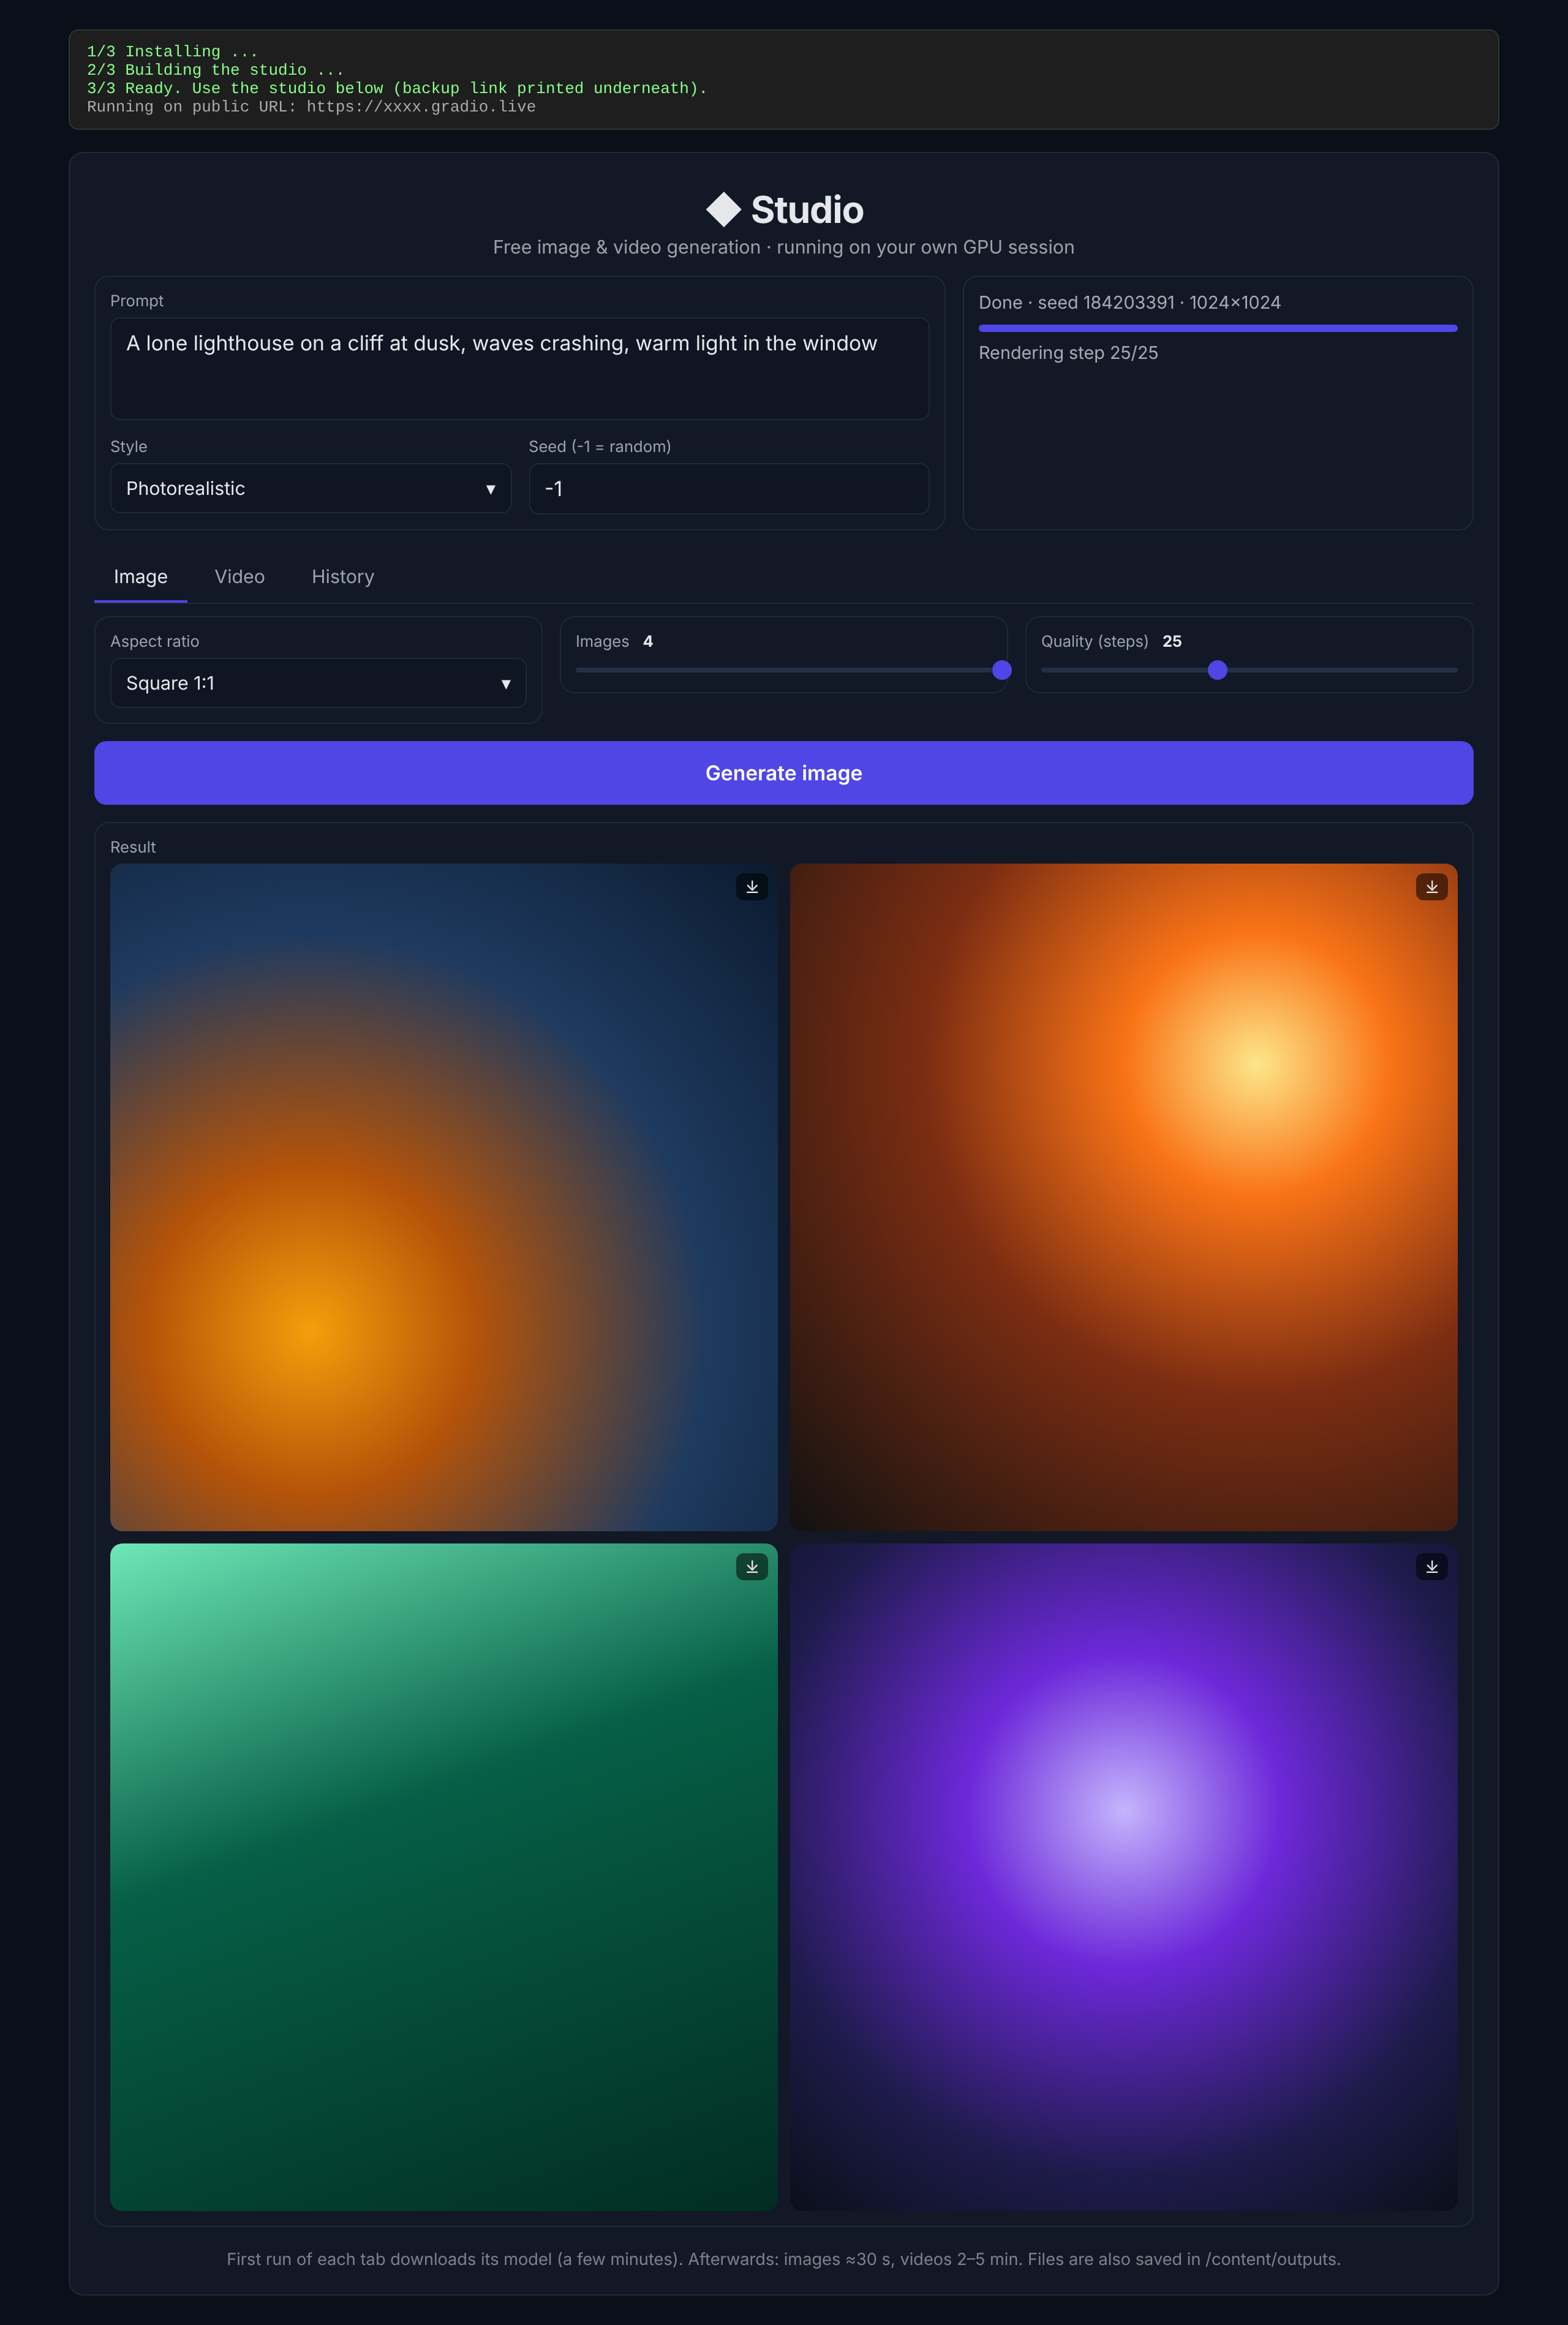 1/3 Installing ...
2/3 Building the studio ...
3/3 Ready. Use the studio below (backup link printed underneath).
Running on public URL: https://xxxx.gradio.live
◆ Studio
Free image & video generation · running on your own GPU session
Prompt
A lone lighthouse on a cliff at dusk, waves crashing, warm light in the window
Style
Seed (-1 = random)
Photorealistic ▾
-1
Done · seed 184203391 · 1024×1024
Rendering step 25/25
Image
Video
History
Aspect ratio
Square 1:1 ▾
Images 4
Quality (steps) 25
Generate image
Result
First run of each tab downloads its model (a few minutes). Afterwards: images ≈30 s, videos 2–5 min. Files are also saved in /content/outputs.